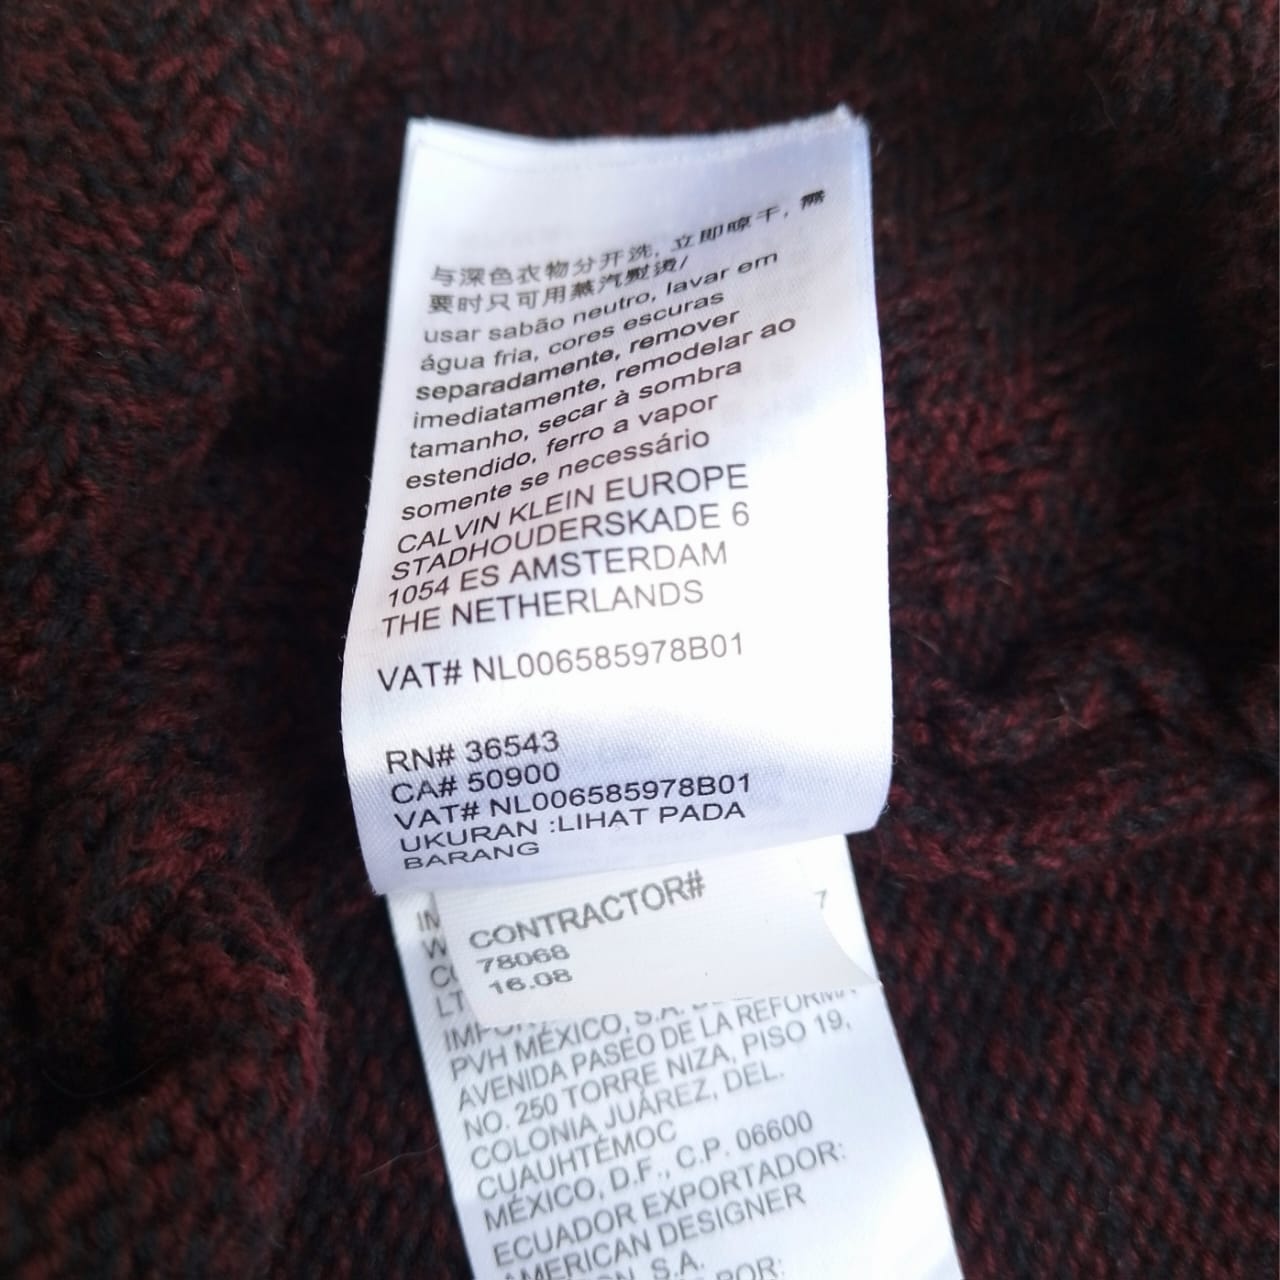 与深色衣物分开洗, 立即晾干, 需
要时只可用蒸汽熨烫/
usar sabão neutro, lavar em
água fria, cores escuras
separadamente, remover
imediatamente, remodelar ao
tamanho, secar à sombra
estendido, ferro a vapor
somente se necessário
CALVIN KLEIN EUROPE
STADHOUDERSKADE 6
1054 ES AMSTERDAM
THE NETHERLANDS
VAT# NL006585978B01
RN# 36543
CA# 50900
VAT# NL006585978B01
UKURAN :LIHAT PADA
BARANG
CONTRACTOR#
78068
16.08
7
PVH MÉXICO, S.A.
AVENIDA PASEO DE LA REFORMA
NO. 250 TORRE NIZA, PISO 19,
COLONIA JUÁREZ, DEL.
CUAUHTÉMOC
MÉXICO, D.F., C.P. 06600
ECUADOR EXPORTADOR:
AMERICAN DESIGNER
S.A.
POR: